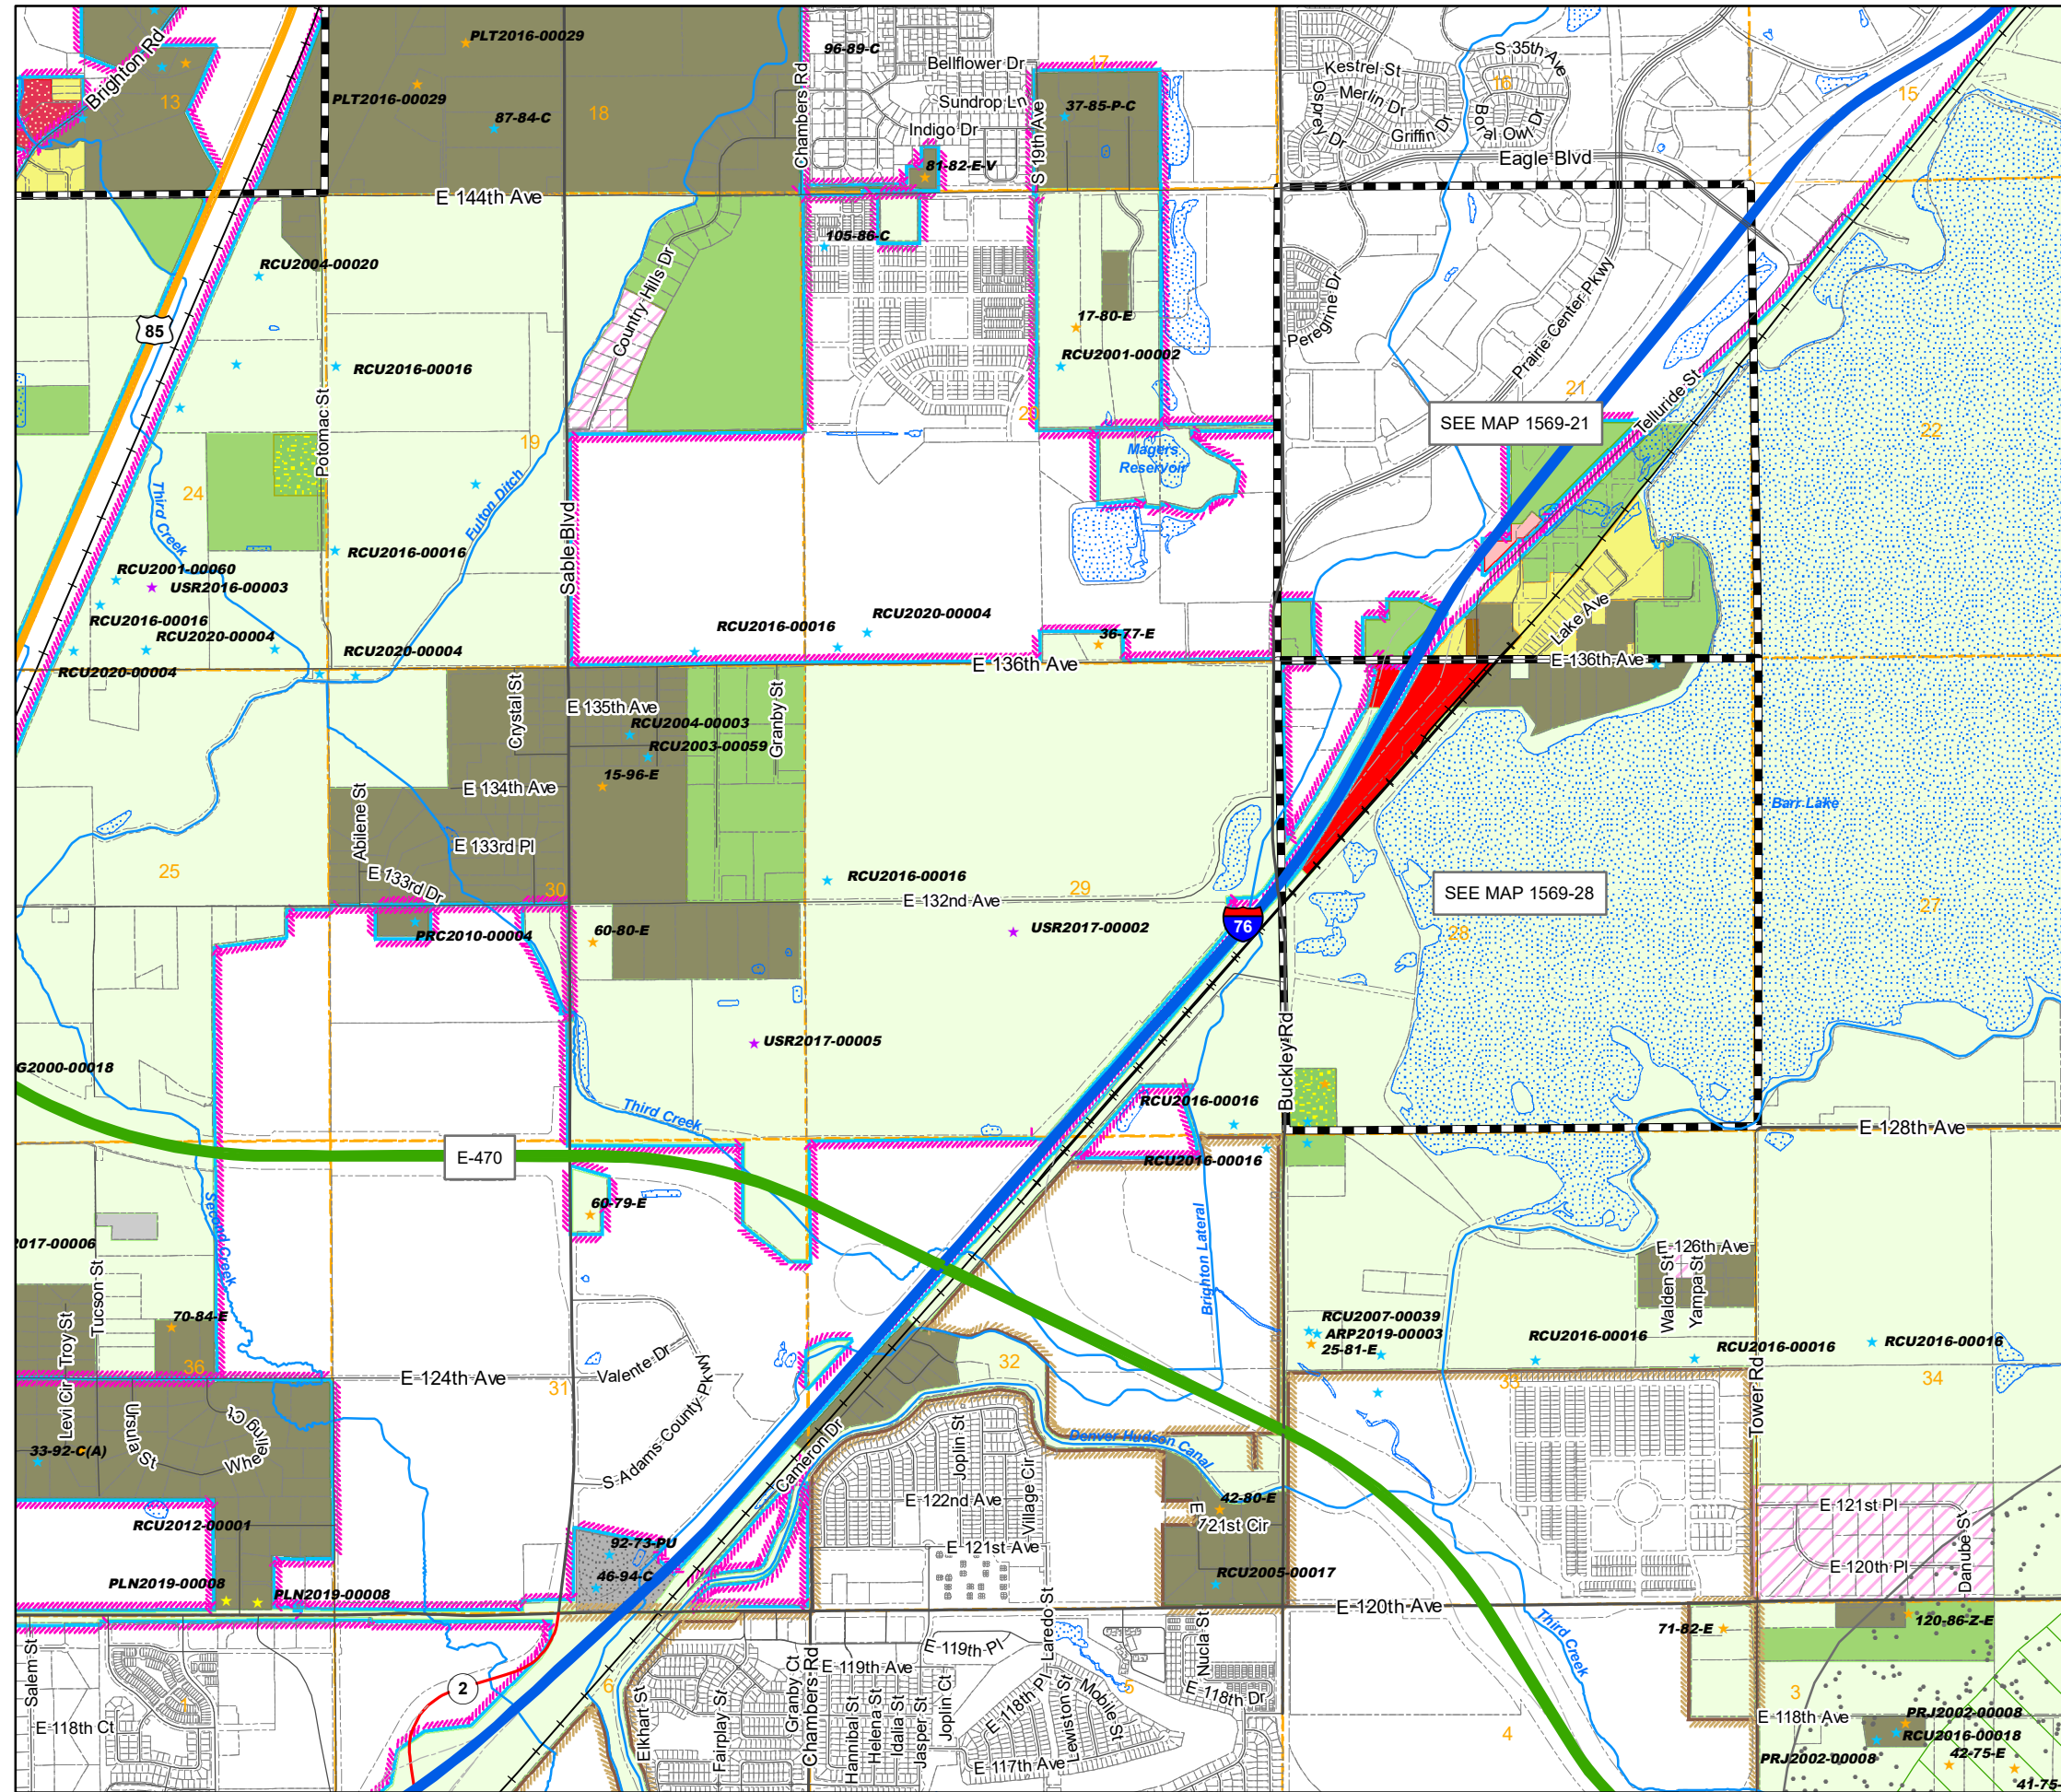 PLT2016-00029
Brighton Rd
96-89-C
S 35th Ave
Bellflower Dr
17
Kestrel St
16
PLT2016-00029
13
Chambers Rd
15
Osprey Dr
Merlin Dr
Sundrop Ln
37-85-P-C
18
87-84-C
S 19th Ave
Boral Owl Dr
Griffin Dr
Indigo Dr
81-82-E-V
Eagle Blvd
E 144th Ave
105-86-C
RCU2004-00020
Country Hills Dr
Peregrine Dr
Prairie Center Pkwy
85
17-80-E
RCU2001-00002
RCU2016-00016
21
Telluride St
20
SEE MAP 1569-21
Potomac St
19
22
Magers
Reservoir
24
Third Creek
Fulton Ditch
Sable Blvd
RCU2016-00016
RCU2001-00060
USR2016-00003
RCU2016-00016
RCU2020-00004
RCU2016-00016
RCU2020-00004
36-77-E
Lake Ave
RCU2020-00004
RCU2020-00004
E 136th Ave
E 136th Ave
Crystal St
E 135th Ave
RCU2004-00003
Granby St
RCU2003-00059
15-96-E
E 134th Ave
Barr Lake
Abilene St
E 133rd Pl
25
E 133rd Dr
30
RCU2016-00016
29
E 132nd Ave
SEE MAP 1569-28
27
28
PRC2010-00004
60-80-E
USR2017-00002
76
Buckley Rd
USR2017-00005
G2000-00018
Third Creek
RCU2016-00016
E 128th Ave
E-470
RCU2016-00016
Second Creek
60-79-E
2017-00006
Brighton Lateral
E 126th Ave
Tucson St
Walden St
Yampa St
70-84-E
RCU2007-00039
ARP2019-00003
25-81-E
RCU2016-00016
RCU2016-00016
RCU2016-00016
Troy St
36
Valente Dr
32
E 124th Ave
31
33
34
Tower Rd
Levi Cir
Ursula St
Wheeling Ct
S Adams County Pkwy
Cameron Dr
Joplin St
Denver Hudson Canal
33-92-C(A)
Village Cir
E 122nd Ave
42-80-E
E 121st Pl
RCU2012-00001
E 121st Cir
92-73-PU
E 121st Ave
Danube St
46-94-C
RCU2005-00017
E 120th Pl
PLN2019-00008
PLN2019-00008
E 120th Ave
120-86-Z-E
71-82-E
Third Creek
Salem St
Laredo St
Nucla St
E 119th Pl
E 119th Ave
2
6
5
1
3
4
E 118th Ct
Elkhart St
Fairplay St
Granby Ct
Chambers Rd
Hannibal St
Helena St
Idalia St
Jasper St
Joplin Ct
E 118th Pl
Lewiston St
Mobile St
E 118th Dr
E 117th Ave
E 118th Ave
PRJ2002-00008
RCU2016-00018
PRJ2002-00008
42-75-E
41-75-